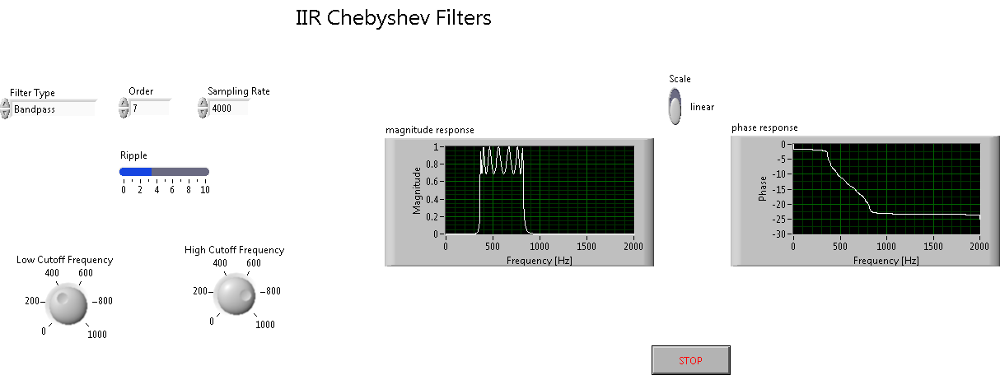 IIR Chebyshev Filters
Filter Type
Bandpass
Order
7
Sampling Rate
4000
Ripple
0 2 4 6 8 10
Low Cutoff Frequency
0 200 400 600 800 1000
High Cutoff Frequency
0 200 400 600 800 1000
Scale
linear
magnitude response
Magnitude
1
0.8
0.6
0.4
0.2
0
0 500 1000 1500 2000
Frequency [Hz]
phase response
Phase
0
-5
-10
-15
-20
-25
-30
0 500 1000 1500 2000
Frequency [Hz]
STOP